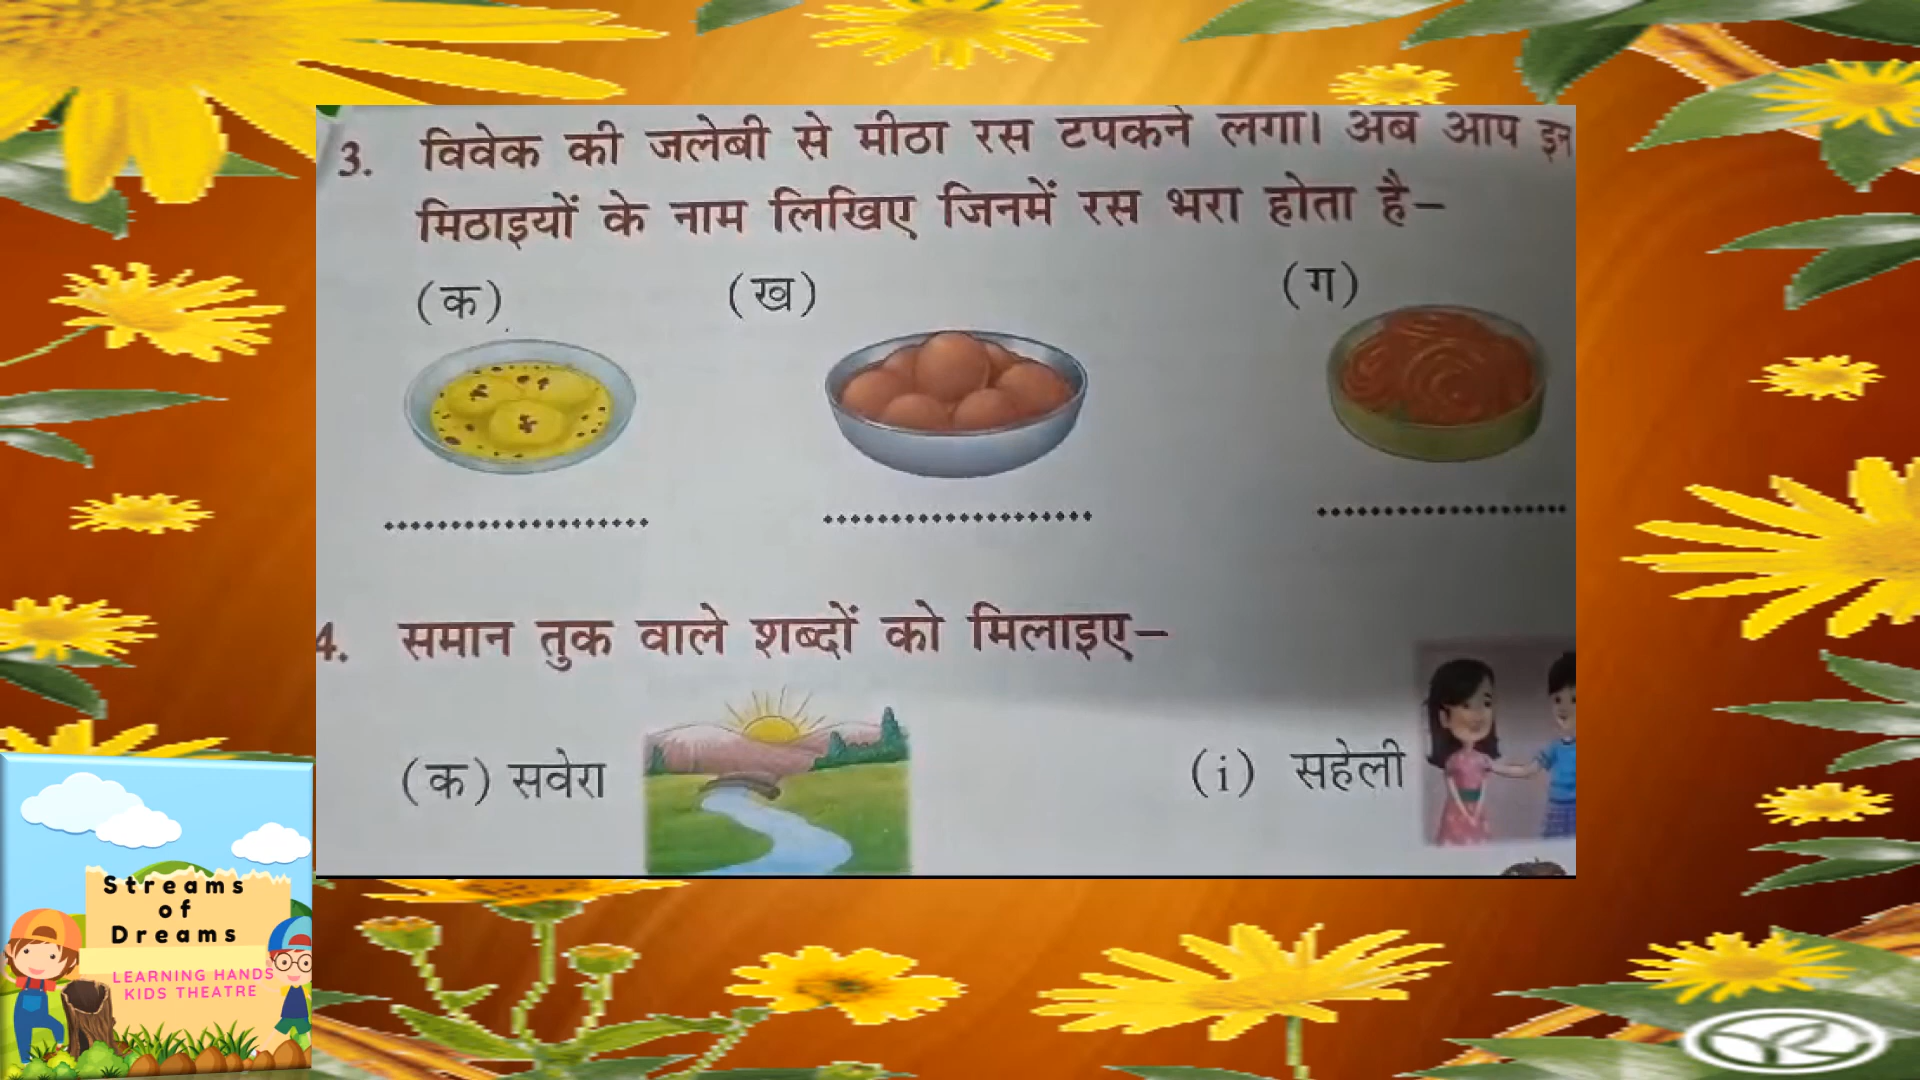 3. विवेक की जलेबी से मीठा रस टपकने लगा। अब आप इन
मिठाइयों के नाम लिखिए जिनमें रस भरा होता है–
(क) (ख) (ग)
4. समान तुक वाले शब्दों को मिलाइए–
(क) सवेरा (i) सहेली
Streams
of
Dreams
LEARNING HANDS
KIDS THEATRE